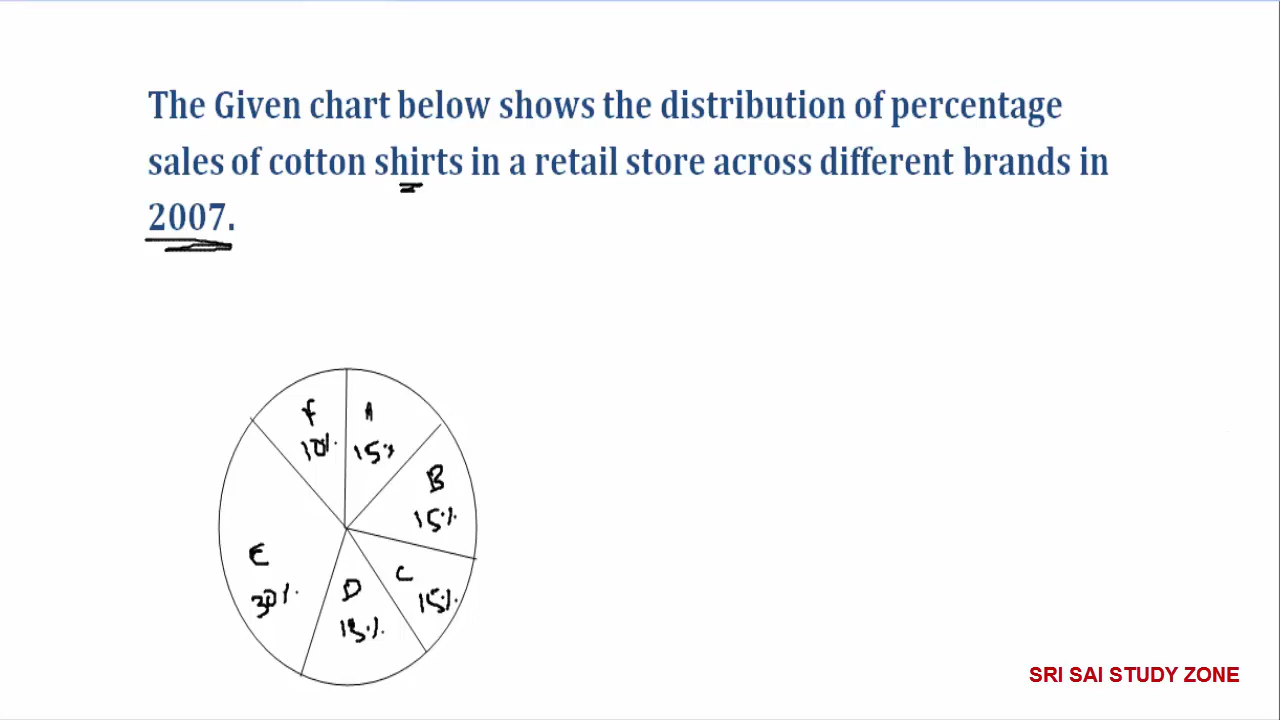 The Given chart below shows the distribution of percentage
sales of cotton shirts in a retail store across different brands in
2007.
F
10%
A
15%
B
15%
C
15%
D
15%
E
30%
SRI SAI STUDY ZONE